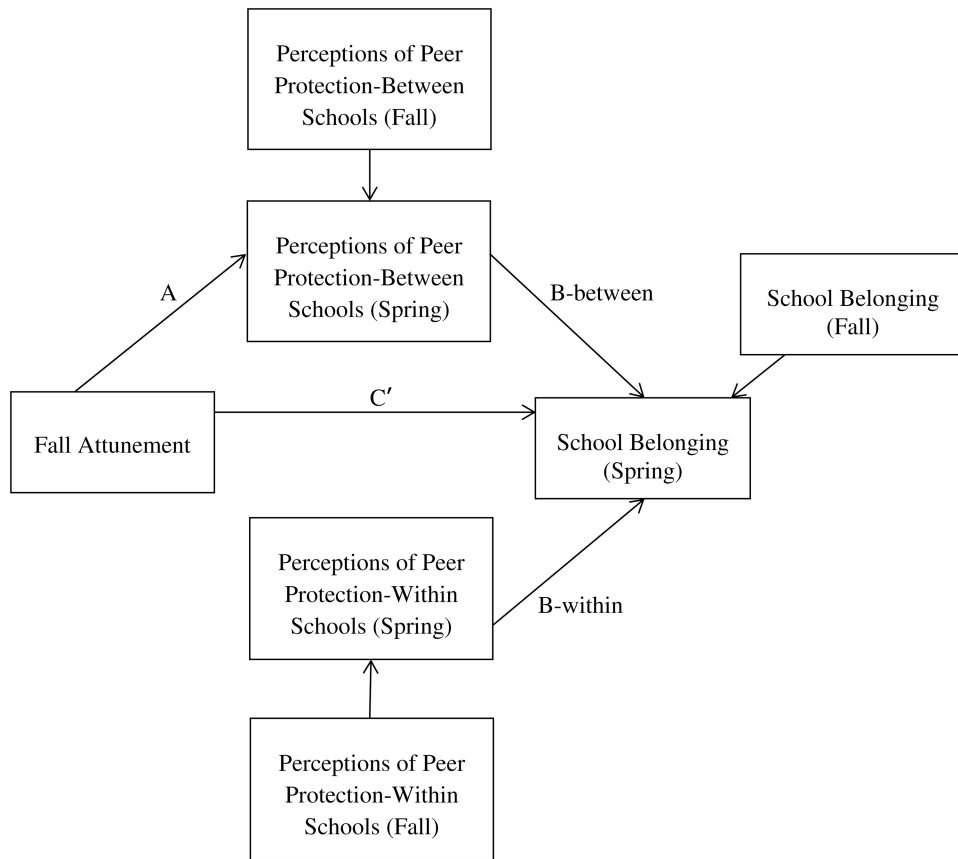 Perceptions of Peer
Protection-Between
Schools (Fall)
Perceptions of Peer
Protection-Between
Schools (Spring)
A
B-between
School Belonging
(Fall)
C′
Fall Attunement
School Belonging
(Spring)
Perceptions of Peer
Protection-Within
Schools (Spring)
B-within
Perceptions of Peer
Protection-Within
Schools (Fall)